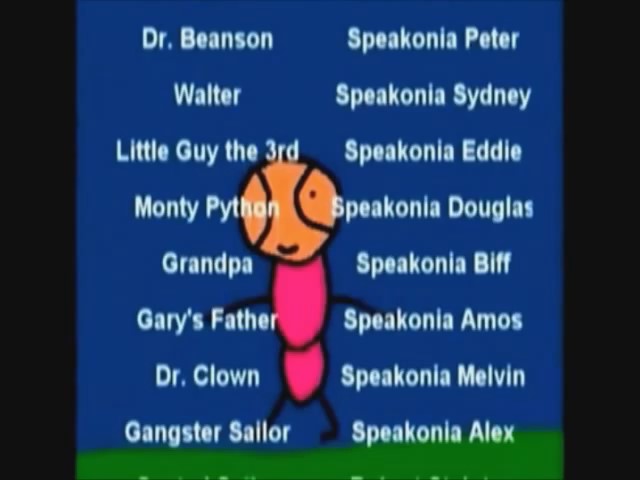 Dr. Beanson Speakonia Peter
Walter Speakonia Sydney
Little Guy the 3rd Speakonia Eddie
Monty Python Speakonia Douglas
Grandpa Speakonia Biff
Gary's Father Speakonia Amos
Dr. Clown Speakonia Melvin
Gangster Sailor Speakonia Alex